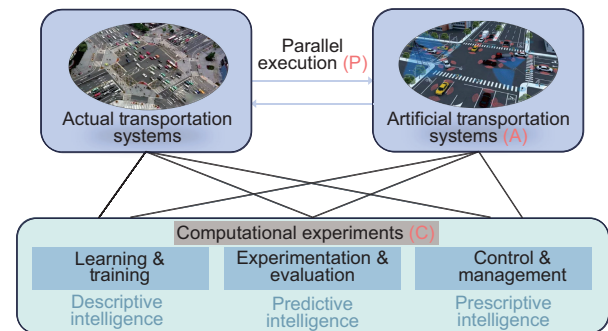 Parallel
execution (P)
Actual transportation
systems
Artificial transportation
systems (A)
Computational experiments (C)
Learning &
training
Experimentation &
evaluation
Control &
management
Descriptive
intelligence
Predictive
intelligence
Prescriptive
intelligence